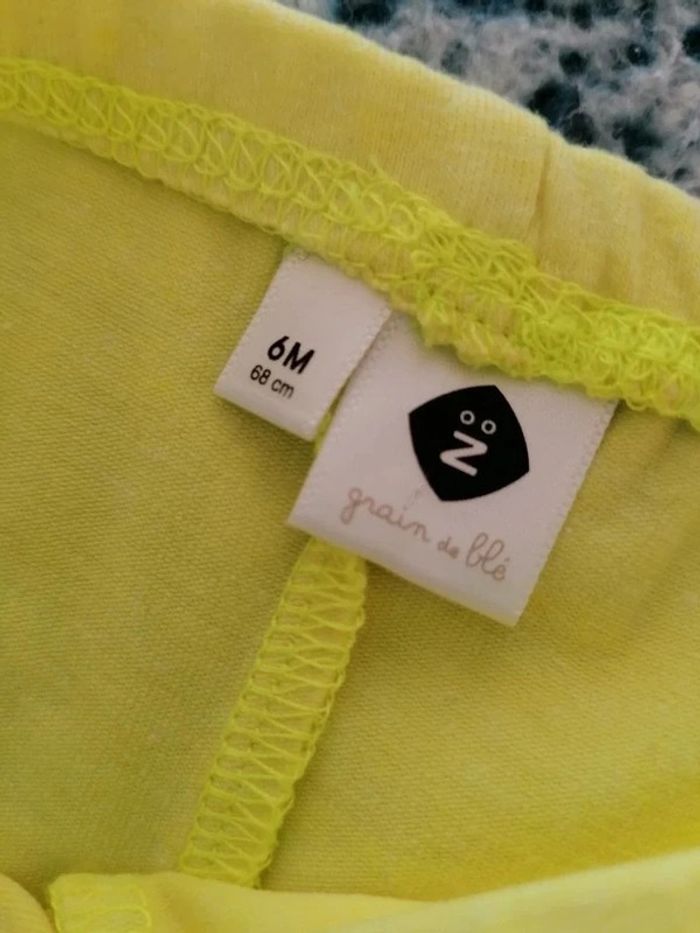 6M
68 cm
Z
grain de blé